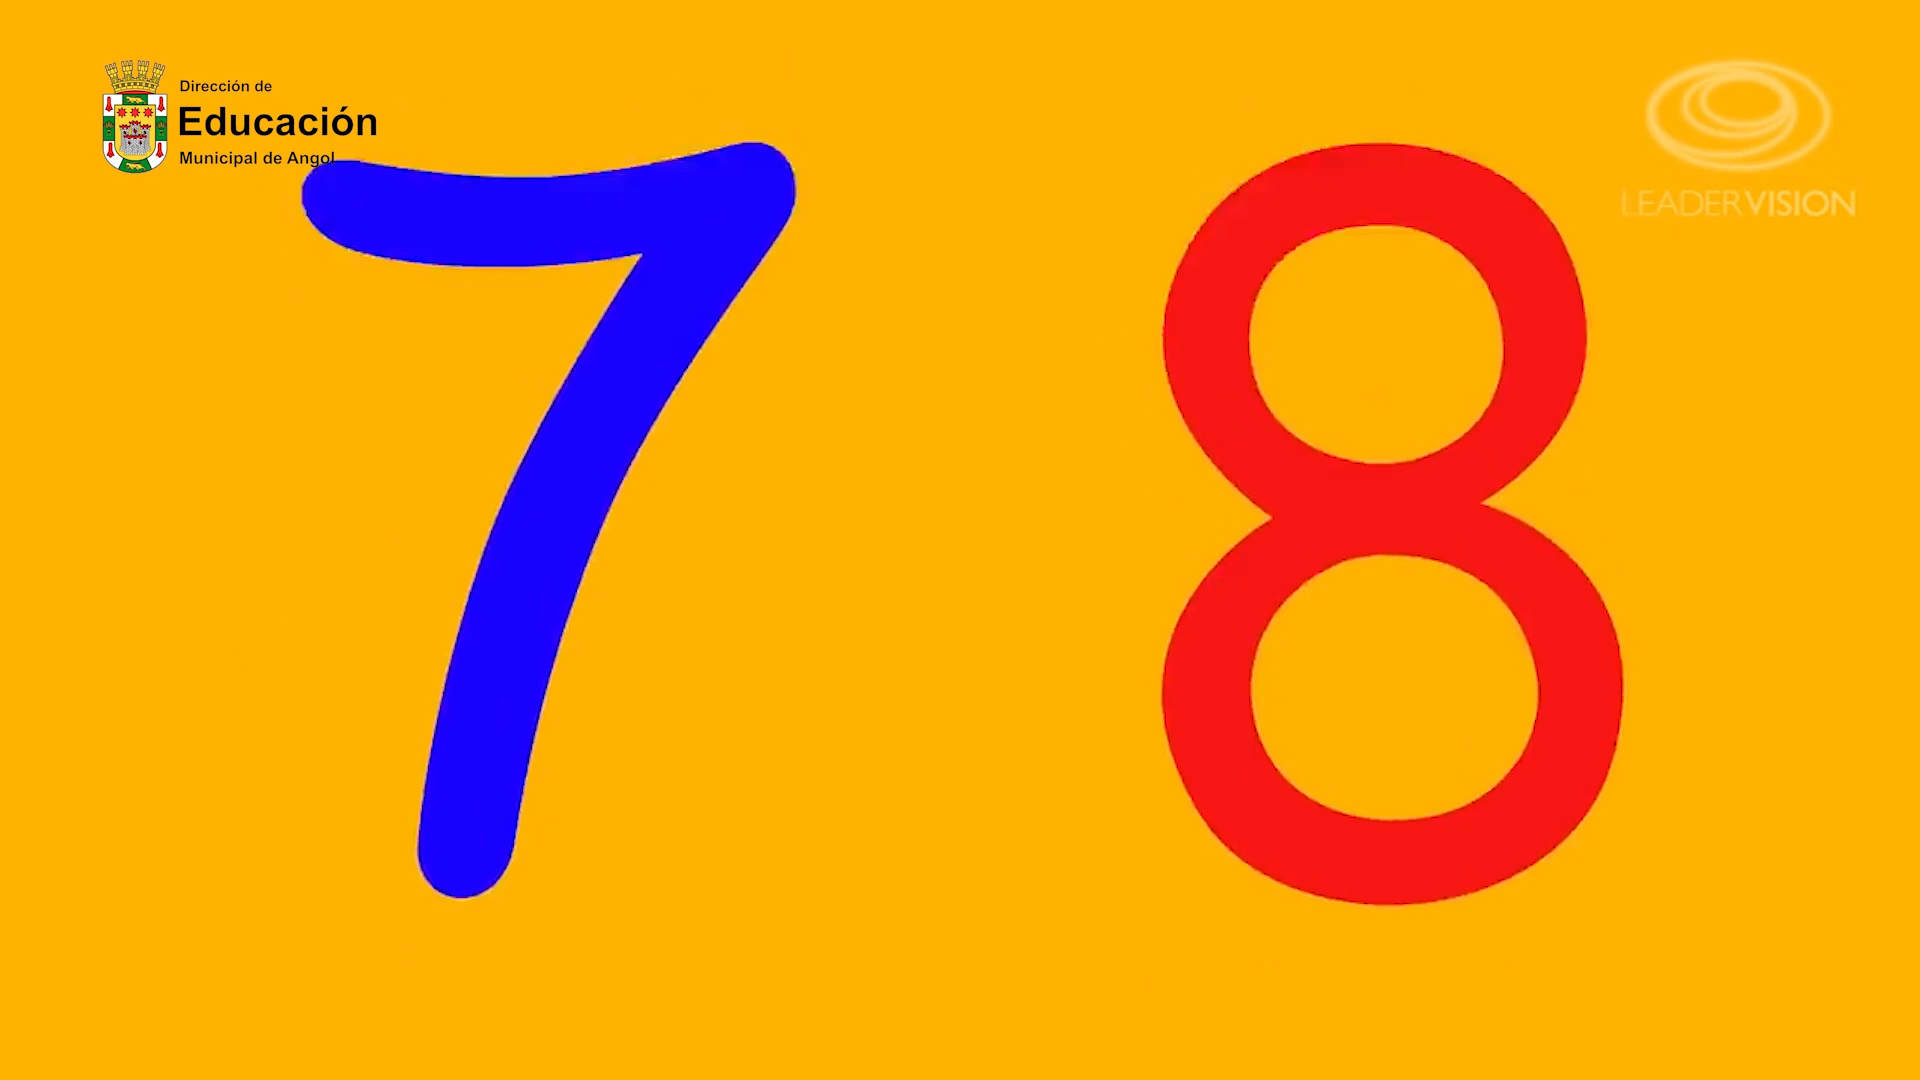 Dirección de
Educación
Municipal de Angol
LEADERVISION
7 8